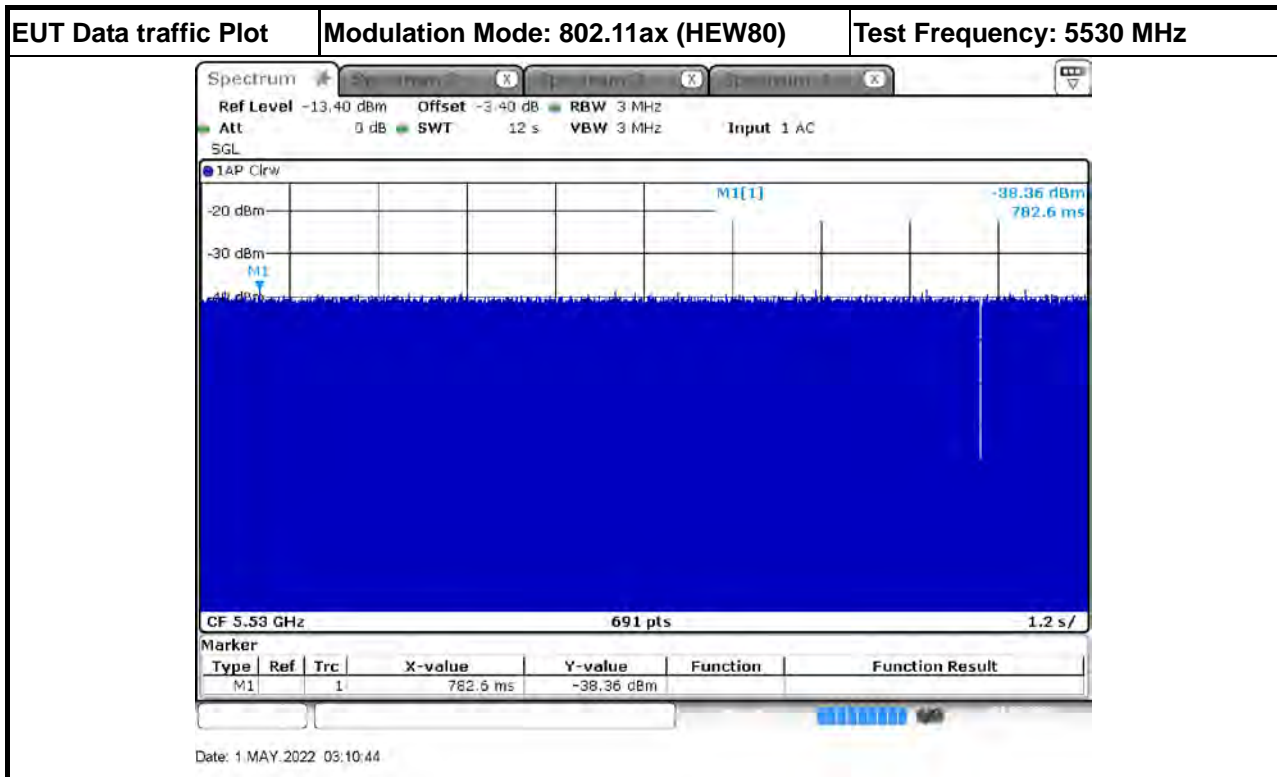 EUT Data traffic Plot
Modulation Mode: 802.11ax (HEW80)
Test Frequency: 5530 MHz
Spectrum
Ref Level -13.40 dBm Offset -3.40 dB RBW 3 MHz
Att 0 dB SWT 12 s VBW 3 MHz Input 1 AC
SGL
1AP Clrw
M1[1] -38.36 dBm
782.6 ms
-20 dBm
-30 dBm
M1
CF 5.53 GHz 691 pts 1.2 s/
Marker
Type Ref Trc X-value Y-value Function Function Result
M1 1 782.6 ms -38.36 dBm
Date: 1.MAY.2022 03:10:44